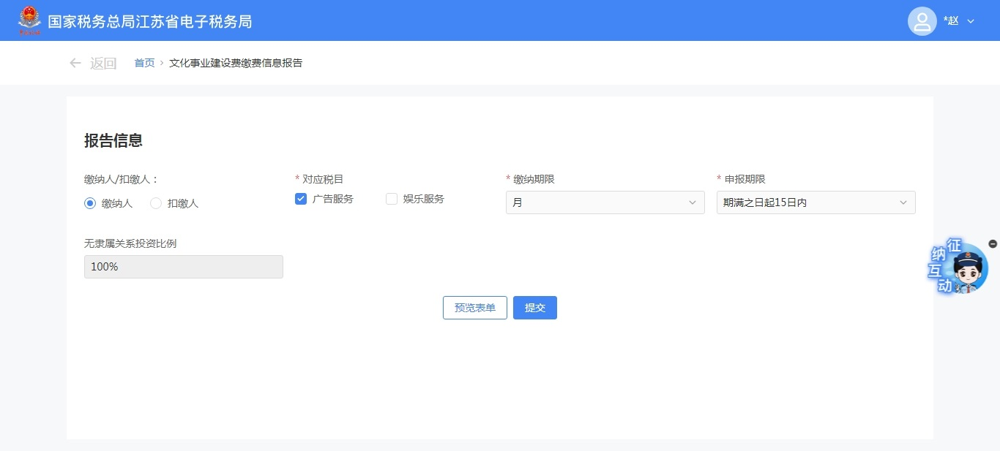 国家税务总局江苏省电子税务局
*赵
返回 首页 > 文化事业建设费缴费信息报告
报告信息
缴纳人/扣缴人： * 对应税目 * 缴纳期限 * 申报期限
缴纳人 扣缴人 广告服务 娱乐服务 月 期满之日起15日内
无隶属关系投资比例
100%
征纳互动
预览表单 提交